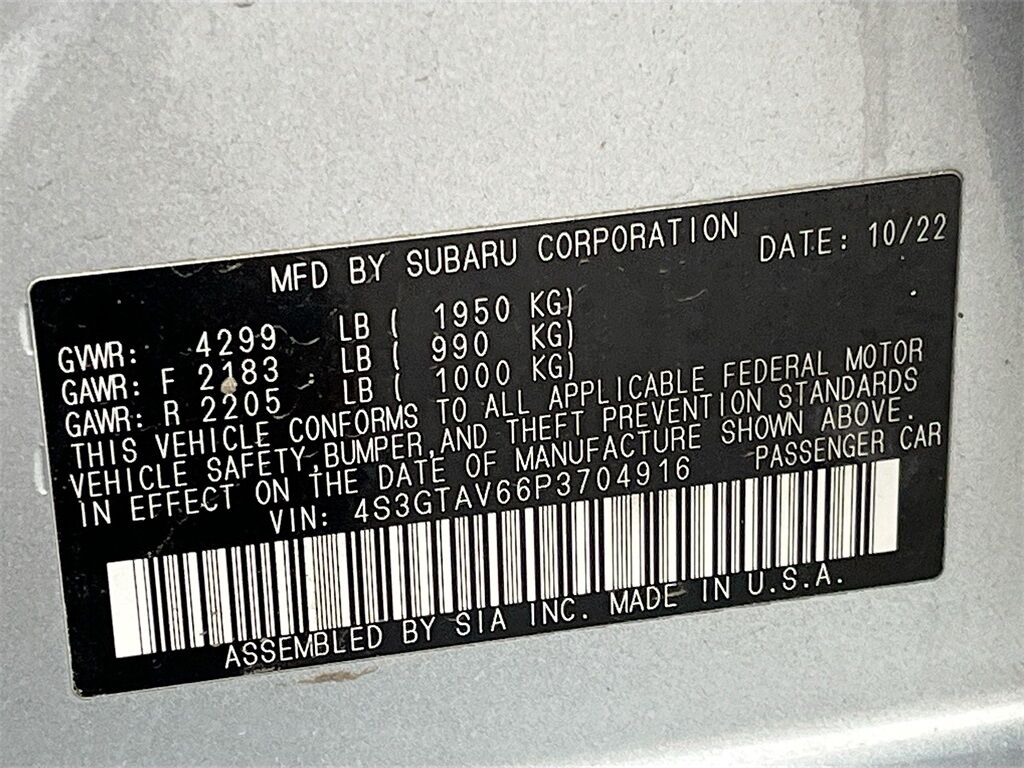 MFD BY SUBARU CORPORATION DATE: 10/22
GVWR: 4299 LB ( 1950 KG)
GAWR: F 2183 LB ( 990 KG)
GAWR: R 2205 LB ( 1000 KG)
THIS VEHICLE CONFORMS TO ALL APPLICABLE FEDERAL MOTOR
VEHICLE SAFETY,BUMPER,AND THEFT PREVENTION STANDARDS
IN EFFECT ON THE DATE OF MANUFACTURE SHOWN ABOVE.
VIN: 4S3GTAV66P3704916 PASSENGER CAR
ASSEMBLED BY SIA INC. MADE IN U.S.A.